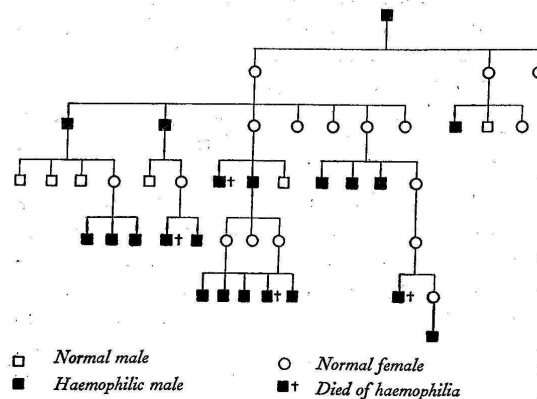 Normal male
Normal female
Haemophilic male
† Died of haemophilia